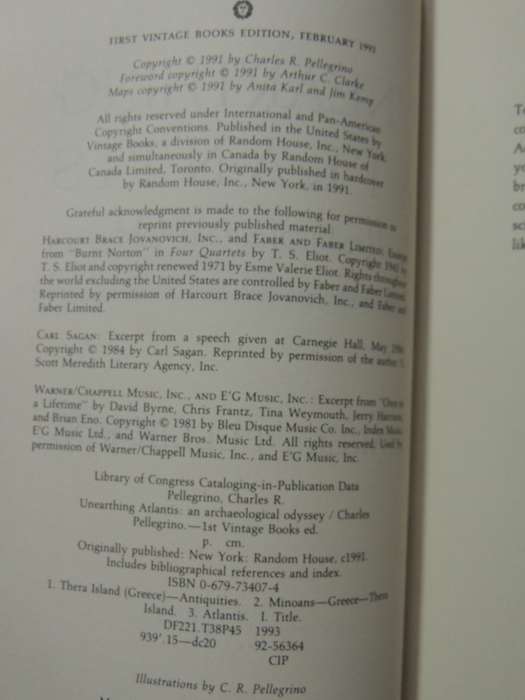 FIRST VINTAGE BOOKS EDITION, FEBRUARY
Copyright © 1991 by Charles R. Pellegrino
Foreword copyright © 1991 by Arthur C. Clarke
Maps copyright © 1991 by Anita Karl and Jim Kemp
All rights reserved under International and Pan-American
Copyright Conventions. Published in the United States by
Vintage Books, a division of Random House, Inc., New York,
and simultaneously in Canada by Random House of
Canada Limited, Toronto. Originally published in hardcover
by Random House, Inc., New York, in 1991.
Grateful acknowledgment is made to the following for permission to
reprint previously published material:
HARCOURT BRACE JOVANOVICH, INC., AND FABER AND FABER LIMITED:
from "Burnt Norton" in Four Quartets by T. S. Eliot. Copyright
T. S. Eliot and copyright renewed 1971 by Esme Valerie Eliot. Rights throughout
the world excluding the United States are controlled by Faber and Faber Limited.
Reprinted by permission of Harcourt Brace Jovanovich, Inc., and Faber and
Faber Limited.
CARL SAGAN: Excerpt from a speech given at Carnegie Hall, May
Copyright © 1984 by Carl Sagan. Reprinted by permission of the author
Scott Meredith Literary Agency, Inc.
WARNER/CHAPPELL MUSIC, INC., AND E'G MUSIC, INC.: Excerpt from "Once in
a Lifetime" by David Byrne, Chris Frantz, Tina Weymouth, Jerry Harrison,
and Brian Eno. Copyright © 1981 by Bleu Disque Music Co. Inc., Index Music,
E'G Music Ltd., and Warner Bros. Music Ltd. All rights reserved. Used by
permission of Warner/Chappell Music, Inc., and E'G Music, Inc.
Library of Congress Cataloging-in-Publication Data
Pellegrino, Charles R.
Unearthing Atlantis: an archaeological odyssey / Charles
Pellegrino.—1st Vintage Books ed.
p. cm.
Originally published: New York: Random House, c1991.
Includes bibliographical references and index.
ISBN 0-679-73407-4
1. Thera Island (Greece)—Antiquities. 2. Minoans—Greece—Thera
Island. 3. Atlantis. I. Title.
DF221.T38P45 1993
939'.15—dc20 92-56364
CIP
Illustrations by C. R. Pellegrino